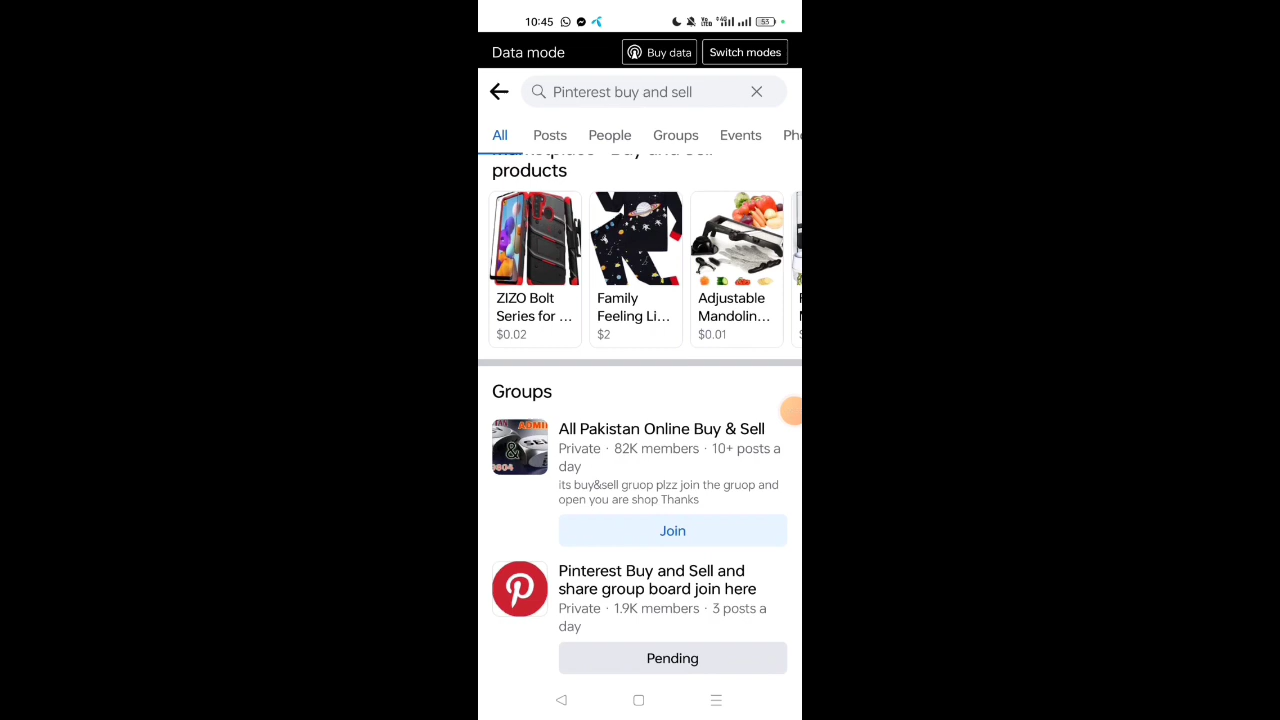 10:45
53
Data mode
Buy data
Switch modes
Pinterest buy and sell
All Posts People Groups Events Pho
products
ZIZO Bolt
Series for ...
$0.02
Family
Feeling Li...
$2
Adjustable
Mandolin...
$0.01
Groups
All Pakistan Online Buy & Sell
Private · 82K members · 10+ posts a
day
its buy&sell gruop plzz join the gruop and
open you are shop Thanks
Join
Pinterest Buy and Sell and
share group board join here
Private · 1.9K members · 3 posts a
day
Pending